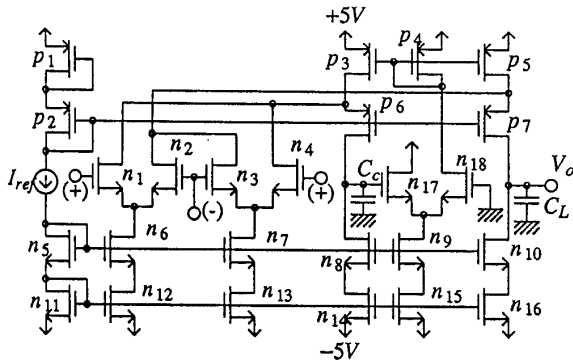 +5V
p1
p3
p4
p5
p2
p6
p7
n1
n2
n3
n4
Iref
(+)
(-)
(+)
Cc
n17
n18
Vo
CL
n5
n6
n7
n8
n9
n10
n11
n12
n13
n14
n15
n16
-5V